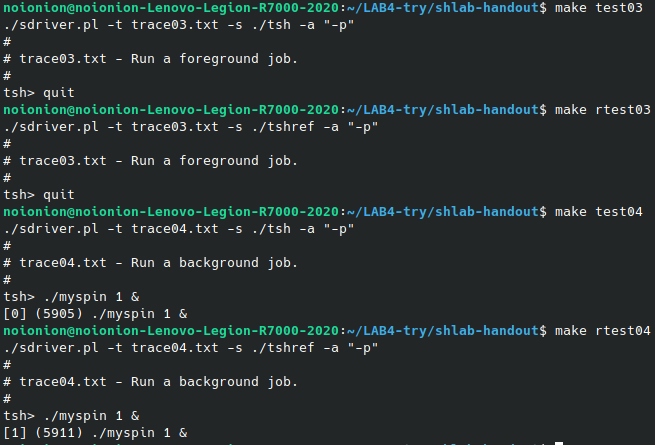 noionion@noionion-Lenovo-Legion-R7000-2020:~/LAB4-try/shlab-handout$ make test03
./sdriver.pl -t trace03.txt -s ./tsh -a "-p"
#
# trace03.txt - Run a foreground job.
#
tsh> quit
noionion@noionion-Lenovo-Legion-R7000-2020:~/LAB4-try/shlab-handout$ make rtest03
./sdriver.pl -t trace03.txt -s ./tshref -a "-p"
#
# trace03.txt - Run a foreground job.
#
tsh> quit
noionion@noionion-Lenovo-Legion-R7000-2020:~/LAB4-try/shlab-handout$ make test04
./sdriver.pl -t trace04.txt -s ./tsh -a "-p"
#
# trace04.txt - Run a background job.
#
tsh> ./myspin 1 &
[0] (5905) ./myspin 1 &
noionion@noionion-Lenovo-Legion-R7000-2020:~/LAB4-try/shlab-handout$ make rtest04
./sdriver.pl -t trace04.txt -s ./tshref -a "-p"
#
# trace04.txt - Run a background job.
#
tsh> ./myspin 1 &
[1] (5911) ./myspin 1 &